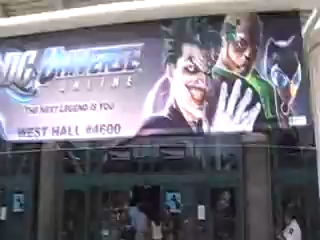 DC UNIVERSE
ONLINE
THE NEXT LEGEND IS YOU
WEST HALL #4600